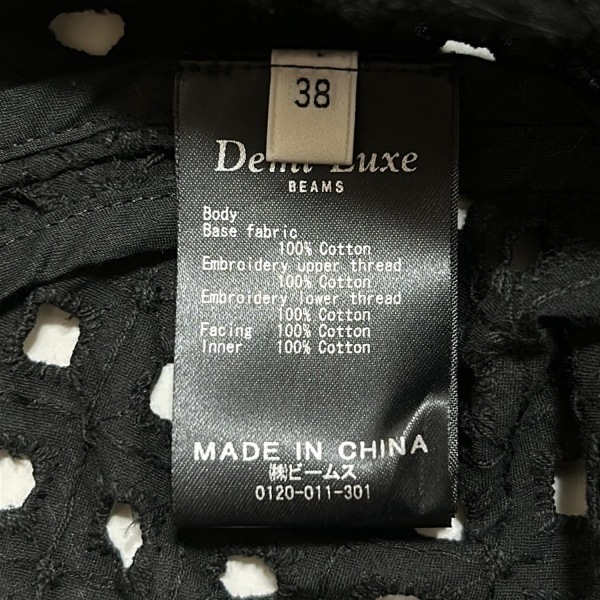 38
Demi-Luxe
BEAMS
Body
Base fabric
100% Cotton
Embroidery upper thread
100% Cotton
Embroidery lower thread
100% Cotton
Facing 100% Cotton
Inner 100% Cotton
MADE IN CHINA
㈱ビームス
0120-011-301